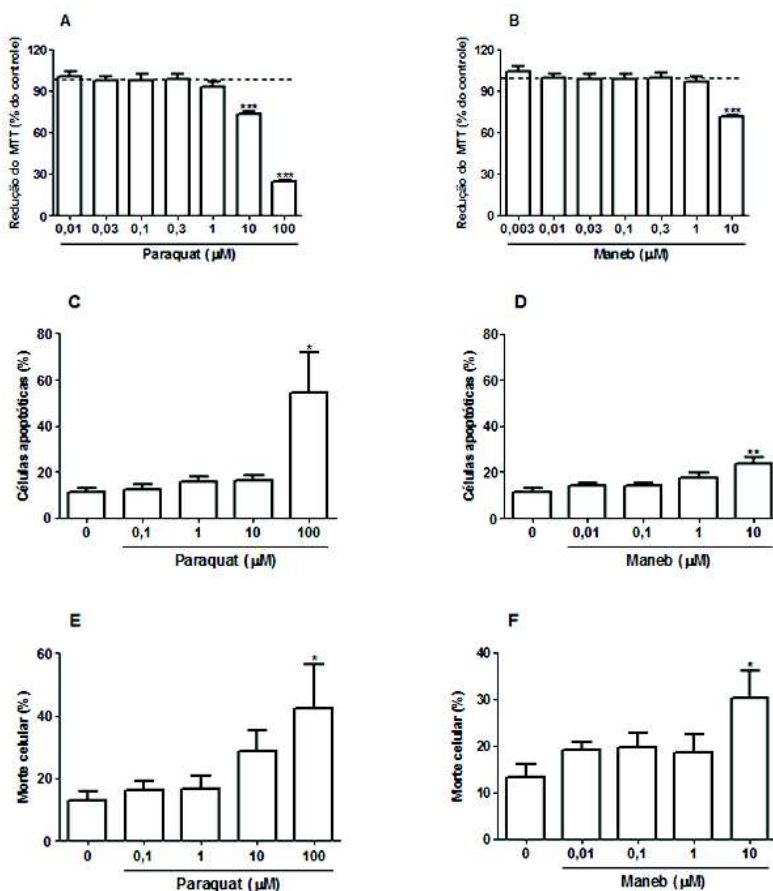 A
Redução do MTT (% do controle)
120
90
60
30
0
***
***
0,01 0,03 0,1 0,3 1 10 100
Paraquat (µM)
B
Redução do MTT (% do controle)
120
90
60
30
0
***
0,003 0,01 0,03 0,1 0,3 1 10
Maneb (µM)
C
Células apoptóticas (%)
80
60
40
20
0
*
0 0,1 1 10 100
Paraquat (µM)
D
Células apoptóticas (%)
80
60
40
20
0
**
0 0,01 0,1 1 10
Maneb (µM)
E
Morte celular (%)
60
40
20
0
*
0 0,1 1 10 100
Paraquat (µM)
F
Morte celular (%)
40
30
20
10
0
*
0 0,01 0,1 1 10
Maneb (µM)